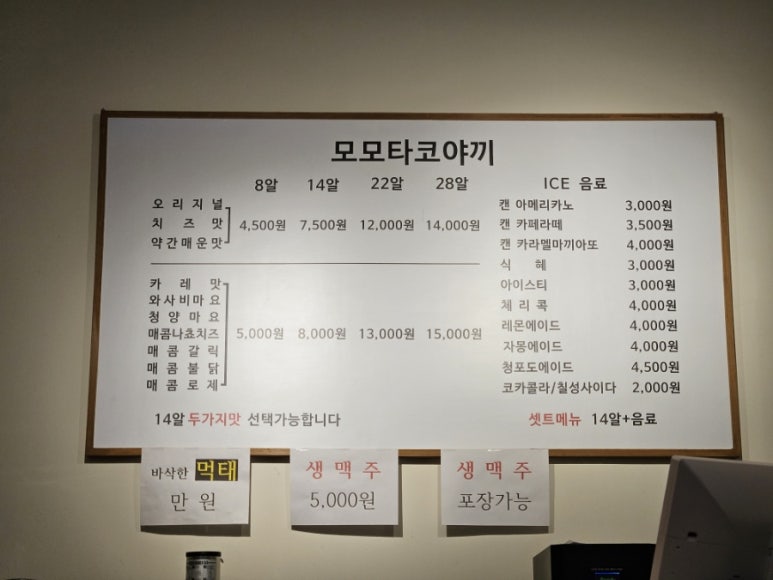 모모타코야끼
8알 14알 22알 28알
오리지널
치즈맛 4,500원 7,500원 12,000원 14,000원
약간매운맛
카레맛
와사비마요
청양마요
매콤나쵸치즈 5,000원 8,000원 13,000원 15,000원
매콤갈릭
매콤불닭
매콤로제
14알 두가지맛 선택가능합니다
ICE 음료
캔 아메리카노 3,000원
캔 카페라떼 3,500원
캔 카라멜마끼아또 4,000원
식혜 3,000원
아이스티 3,000원
체리콕 4,000원
레몬에이드 4,000원
자몽에이드 4,000원
청포도에이드 4,500원
코카콜라/칠성사이다 2,000원
셋트메뉴 14알+음료
바삭한 먹태
만원
생맥주
5,000원
생맥주
포장가능